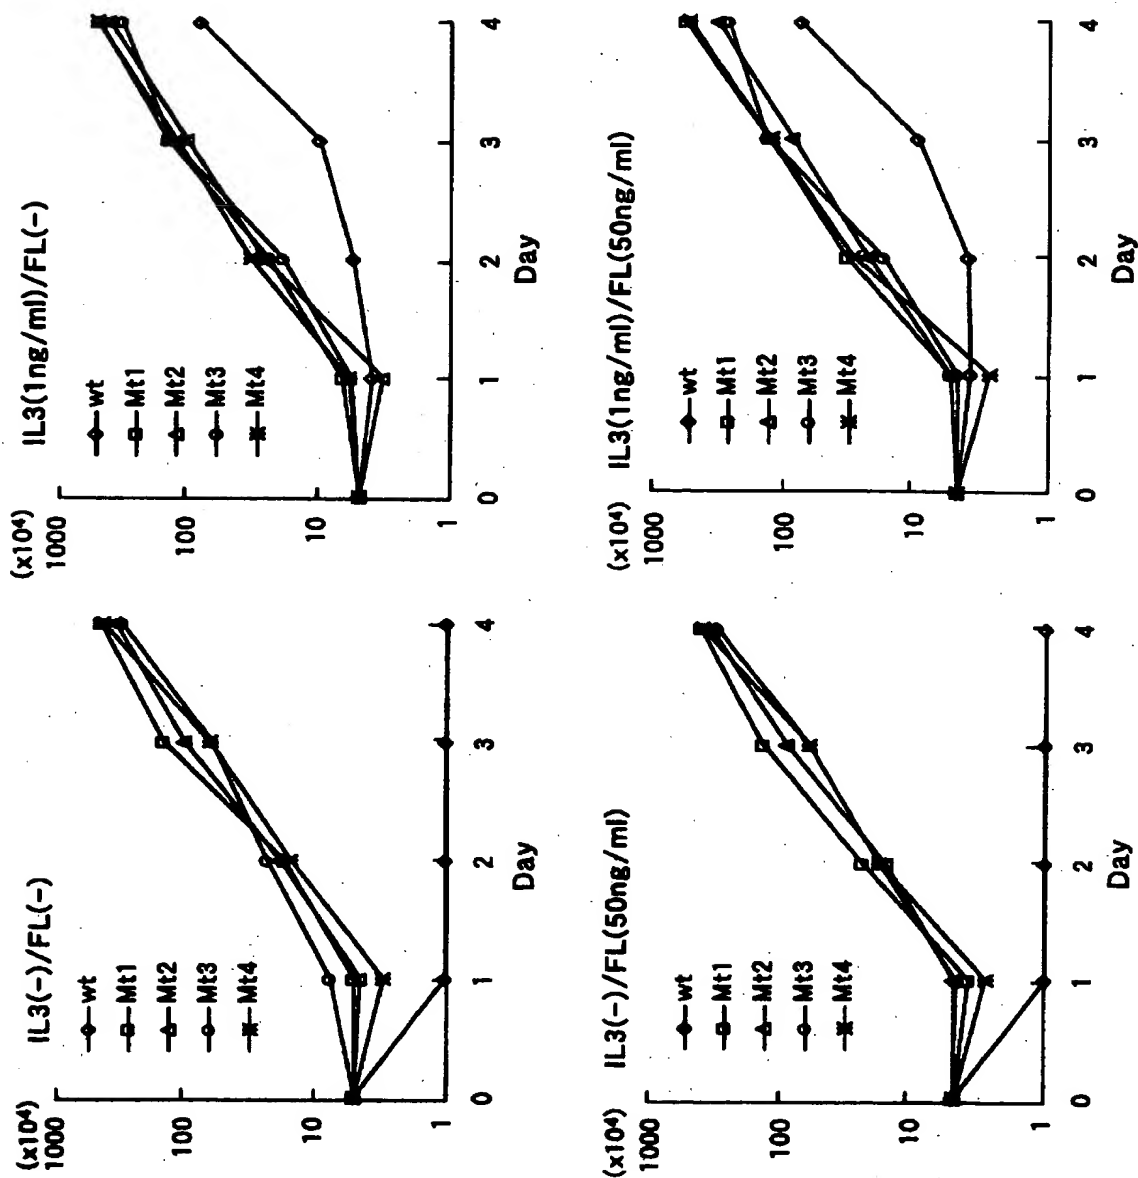 (x10⁴)
IL3(-)/FL(-)
1000
wt
Mt1
100
Mt2
Mt3
Mt4
10
1
0 1 2 3 4
Day
(x10⁴)
IL3(1ng/ml)/FL(-)
1000
wt
Mt1
100
Mt2
Mt3
Mt4
10
1
0 1 2 3 4
Day
(x10⁴)
IL3(-)/FL(50ng/ml)
1000
wt
Mt1
100
Mt2
Mt3
Mt4
10
1
0 1 2 3 4
Day
(x10⁴)
IL3(1ng/ml)/FL(50ng/ml)
1000
wt
Mt1
100
Mt2
Mt3
Mt4
10
1
0 1 2 3 4
Day